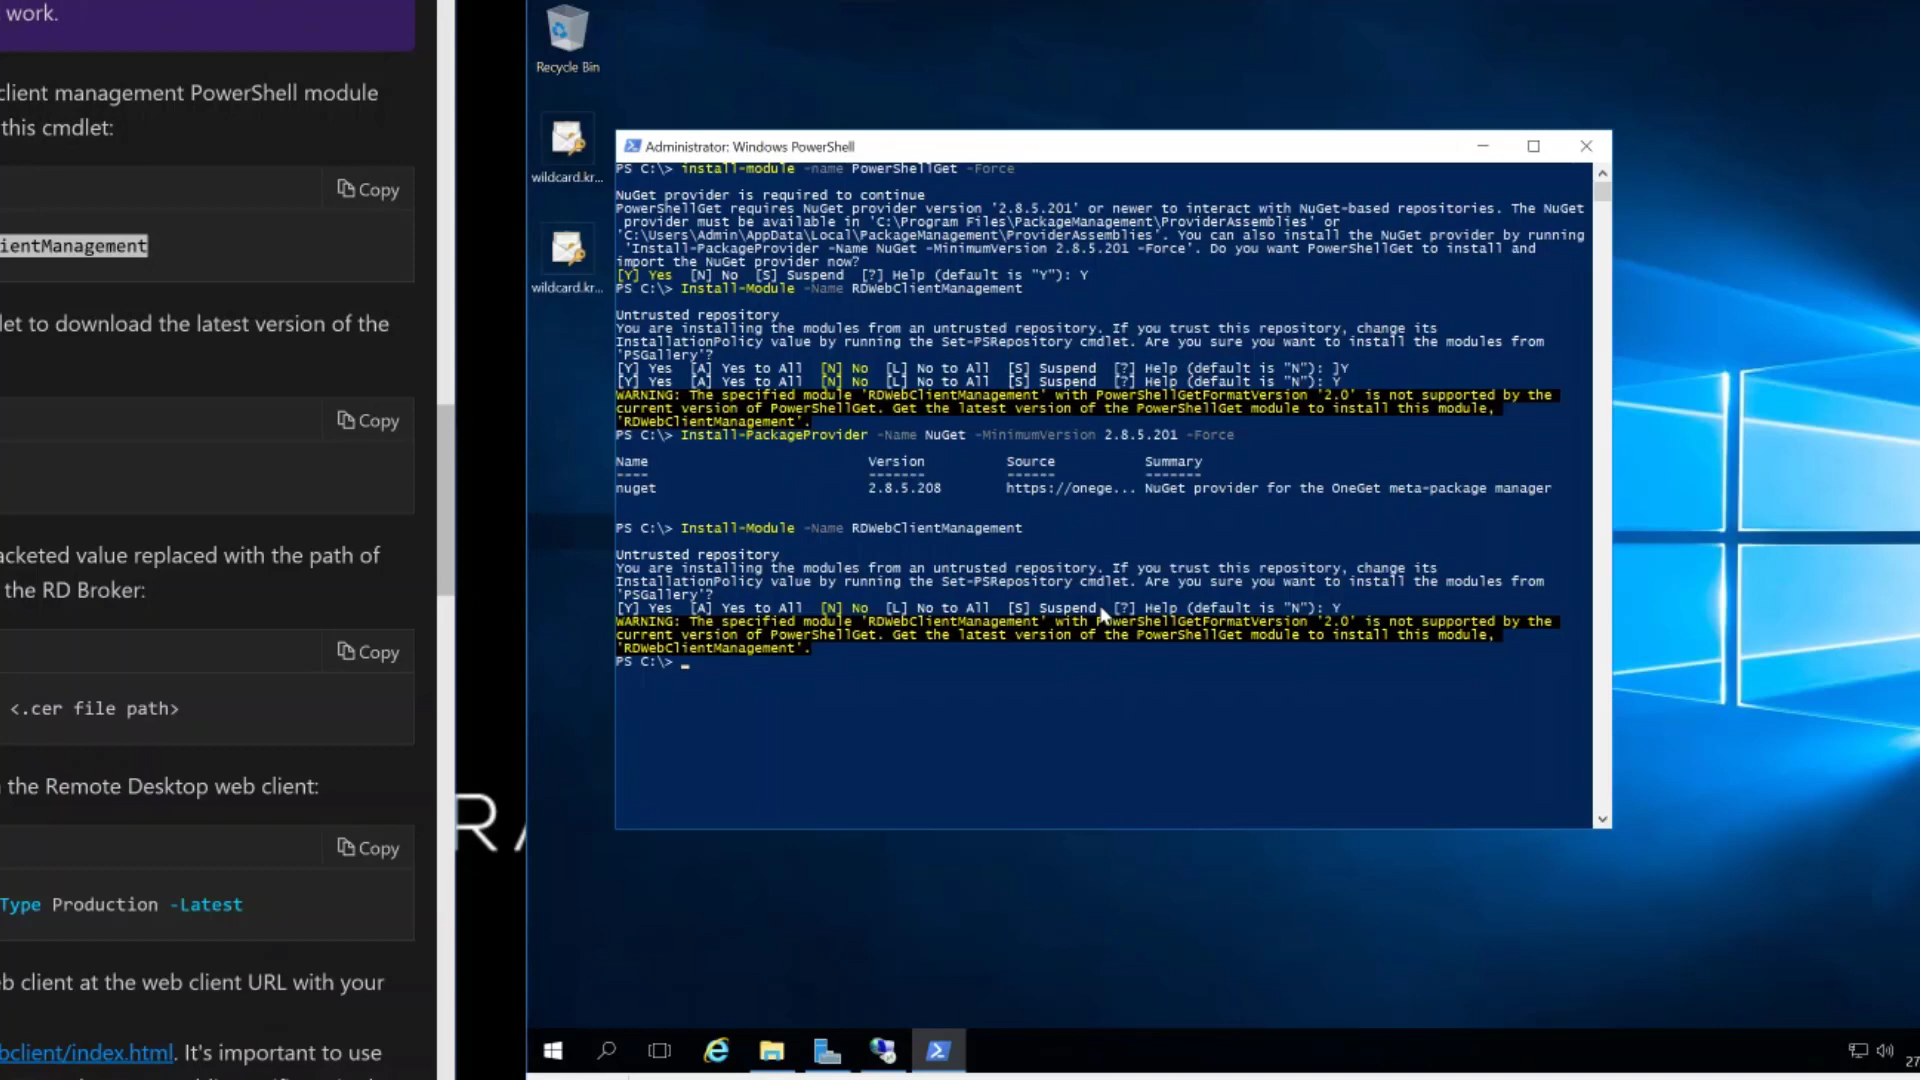 work.
client management PowerShell module
this cmdlet:
Copy
ientManagement
let to download the latest version of the
Copy
acketed value replaced with the path of
the RD Broker:
Copy
<.cer file path>
the Remote Desktop web client:
Copy
Type Production -Latest
b client at the web client URL with your
bclient/index.html. It's important to use
Recycle Bin
wildcard.kr...
wildcard.kr...
Administrator: Windows PowerShell
PS C:\> install-module -name PowerShellGet -Force
NuGet provider is required to continue
PowerShellGet requires NuGet provider version '2.8.5.201' or newer to interact with NuGet-based repositories. The NuGet
provider must be available in 'C:\Program Files\PackageManagement\ProviderAssemblies' or
'C:\Users\Admin\AppData\Local\PackageManagement\ProviderAssemblies'. You can also install the NuGet provider by running
'Install-PackageProvider -Name NuGet -MinimumVersion 2.8.5.201 -Force'. Do you want PowerShellGet to install and
import the NuGet provider now?
[Y] Yes  [N] No  [S] Suspend  [?] Help (default is "Y"): Y
PS C:\> Install-Module -Name RDWebClientManagement
Untrusted repository
You are installing the modules from an untrusted repository. If you trust this repository, change its
InstallationPolicy value by running the Set-PSRepository cmdlet. Are you sure you want to install the modules from
'PSGallery'?
[Y] Yes  [A] Yes to All  [N] No  [L] No to All  [S] Suspend  [?] Help (default is "N"): ]Y
[Y] Yes  [A] Yes to All  [N] No  [L] No to All  [S] Suspend  [?] Help (default is "N"): Y
WARNING: The specified module 'RDWebClientManagement' with PowerShellGetFormatVersion '2.0' is not supported by the
current version of PowerShellGet. Get the latest version of the PowerShellGet module to install this module,
'RDWebClientManagement'.
PS C:\> Install-PackageProvider -Name NuGet -MinimumVersion 2.8.5.201 -Force
Name Version Source Summary
---- ------- ------ -------
nuget 2.8.5.208 https://onege... NuGet provider for the OneGet meta-package manager
PS C:\> Install-Module -Name RDWebClientManagement
Untrusted repository
You are installing the modules from an untrusted repository. If you trust this repository, change its
InstallationPolicy value by running the Set-PSRepository cmdlet. Are you sure you want to install the modules from
'PSGallery'?
[Y] Yes  [A] Yes to All  [N] No  [L] No to All  [S] Suspend  [?] Help (default is "N"): Y
WARNING: The specified module 'RDWebClientManagement' with PowerShellGetFormatVersion '2.0' is not supported by the
current version of PowerShellGet. Get the latest version of the PowerShellGet module to install this module,
'RDWebClientManagement'.
PS C:\> _
RA
27